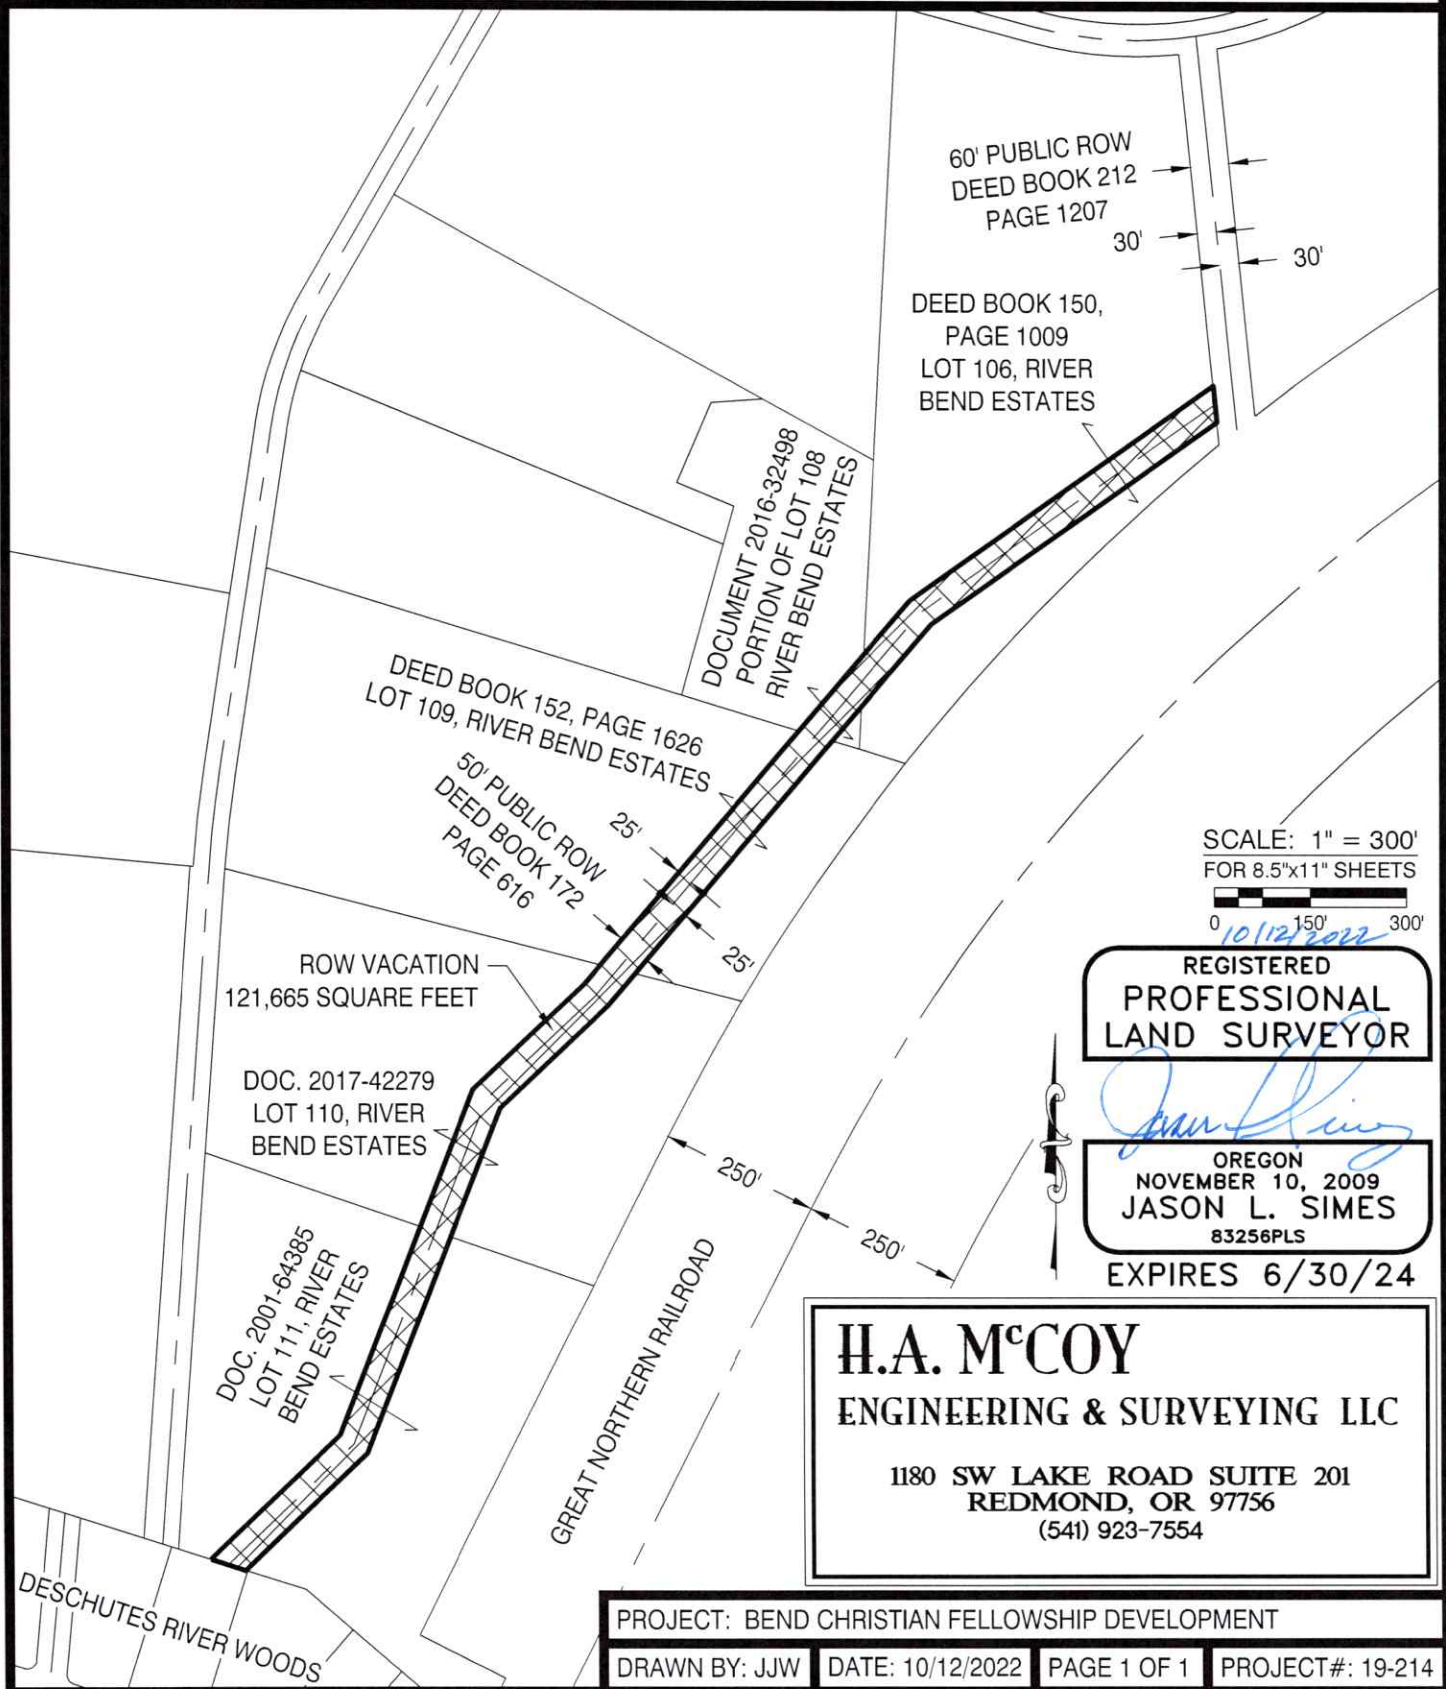 60' PUBLIC ROW
DEED BOOK 212
PAGE 1207
30'
30'
DEED BOOK 150,
PAGE 1009
LOT 106, RIVER
BEND ESTATES
DOCUMENT 2016-32498
PORTION OF LOT 108
RIVER BEND ESTATES
DEED BOOK 152, PAGE 1626
LOT 109, RIVER BEND ESTATES
50' PUBLIC ROW
DEED BOOK 172
PAGE 616
25'
25'
ROW VACATION
121,665 SQUARE FEET
DOC. 2017-42279
LOT 110, RIVER
BEND ESTATES
DOC. 2001-64385
LOT 111, RIVER
BEND ESTATES
250'
250'
GREAT NORTHERN RAILROAD
DESCHUTES RIVER WOODS
SCALE: 1" = 300'
FOR 8.5"x11" SHEETS
0 150' 300'
10/12/2022
REGISTERED
PROFESSIONAL
LAND SURVEYOR
OREGON
NOVEMBER 10, 2009
JASON L. SIMES
83256PLS
EXPIRES 6/30/24
H.A. McCOY
ENGINEERING & SURVEYING LLC
1180 SW LAKE ROAD SUITE 201
REDMOND, OR 97756
(541) 923-7554
PROJECT: BEND CHRISTIAN FELLOWSHIP DEVELOPMENT
DRAWN BY: JJW DATE: 10/12/2022 PAGE 1 OF 1 PROJECT#: 19-214